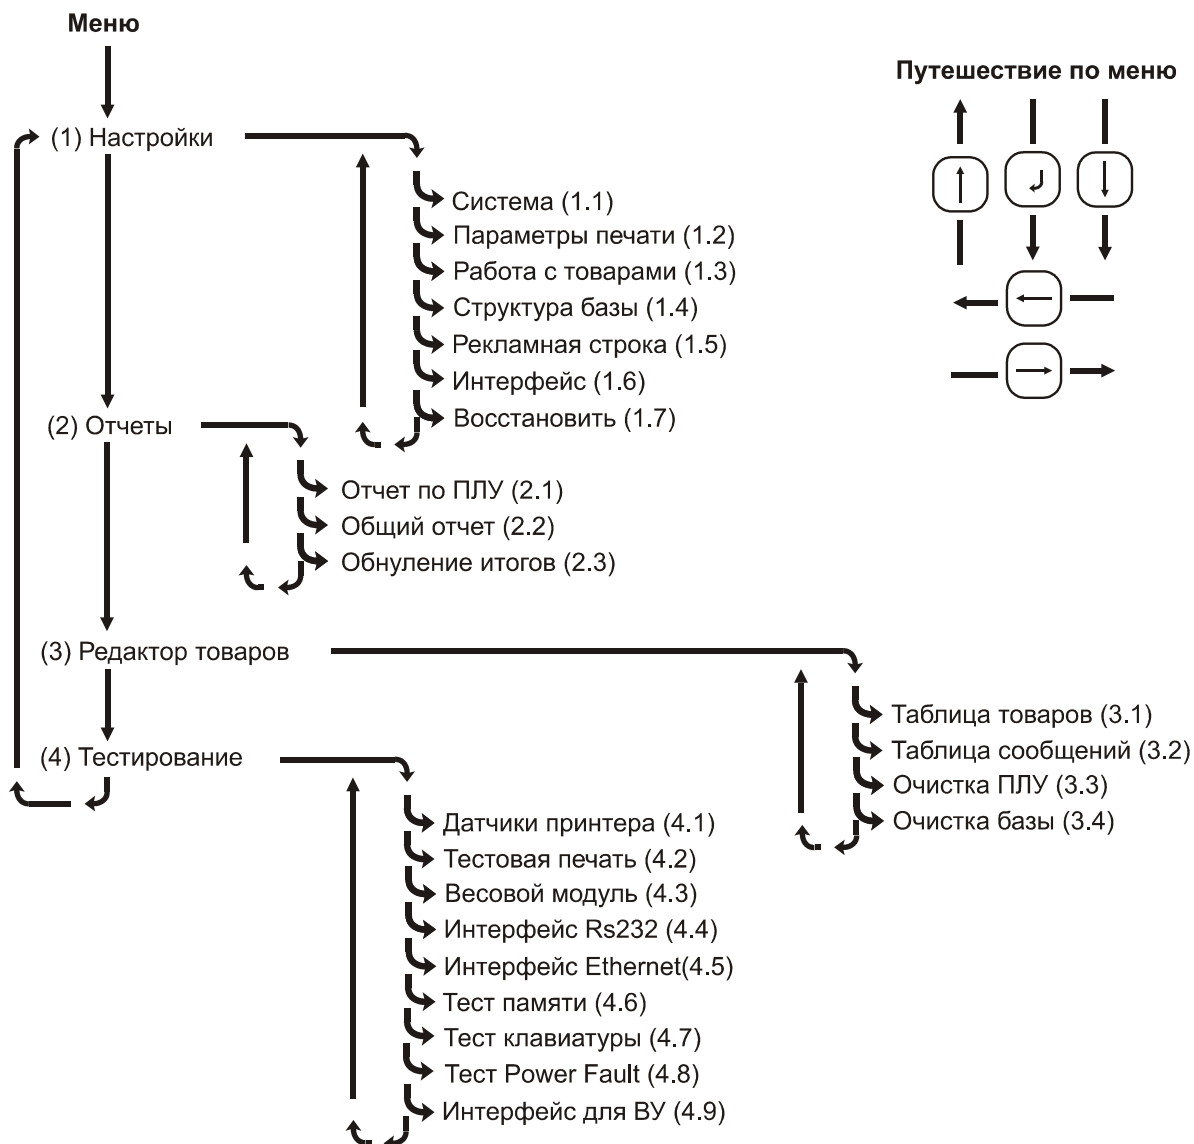 Меню
Путешествие по меню
(1) Настройки
Система (1.1)
Параметры печати (1.2)
Работа с товарами (1.3)
Структура базы (1.4)
Рекламная строка (1.5)
Интерфейс (1.6)
Восстановить (1.7)
(2) Отчеты
Отчет по ПЛУ (2.1)
Общий отчет (2.2)
Обнуление итогов (2.3)
(3) Редактор товаров
Таблица товаров (3.1)
Таблица сообщений (3.2)
Очистка ПЛУ (3.3)
Очистка базы (3.4)
(4) Тестирование
Датчики принтера (4.1)
Тестовая печать (4.2)
Весовой модуль (4.3)
Интерфейс Rs232 (4.4)
Интерфейс Ethernet(4.5)
Тест памяти (4.6)
Тест клавиатуры (4.7)
Тест Power Fault (4.8)
Интерфейс для ВУ (4.9)